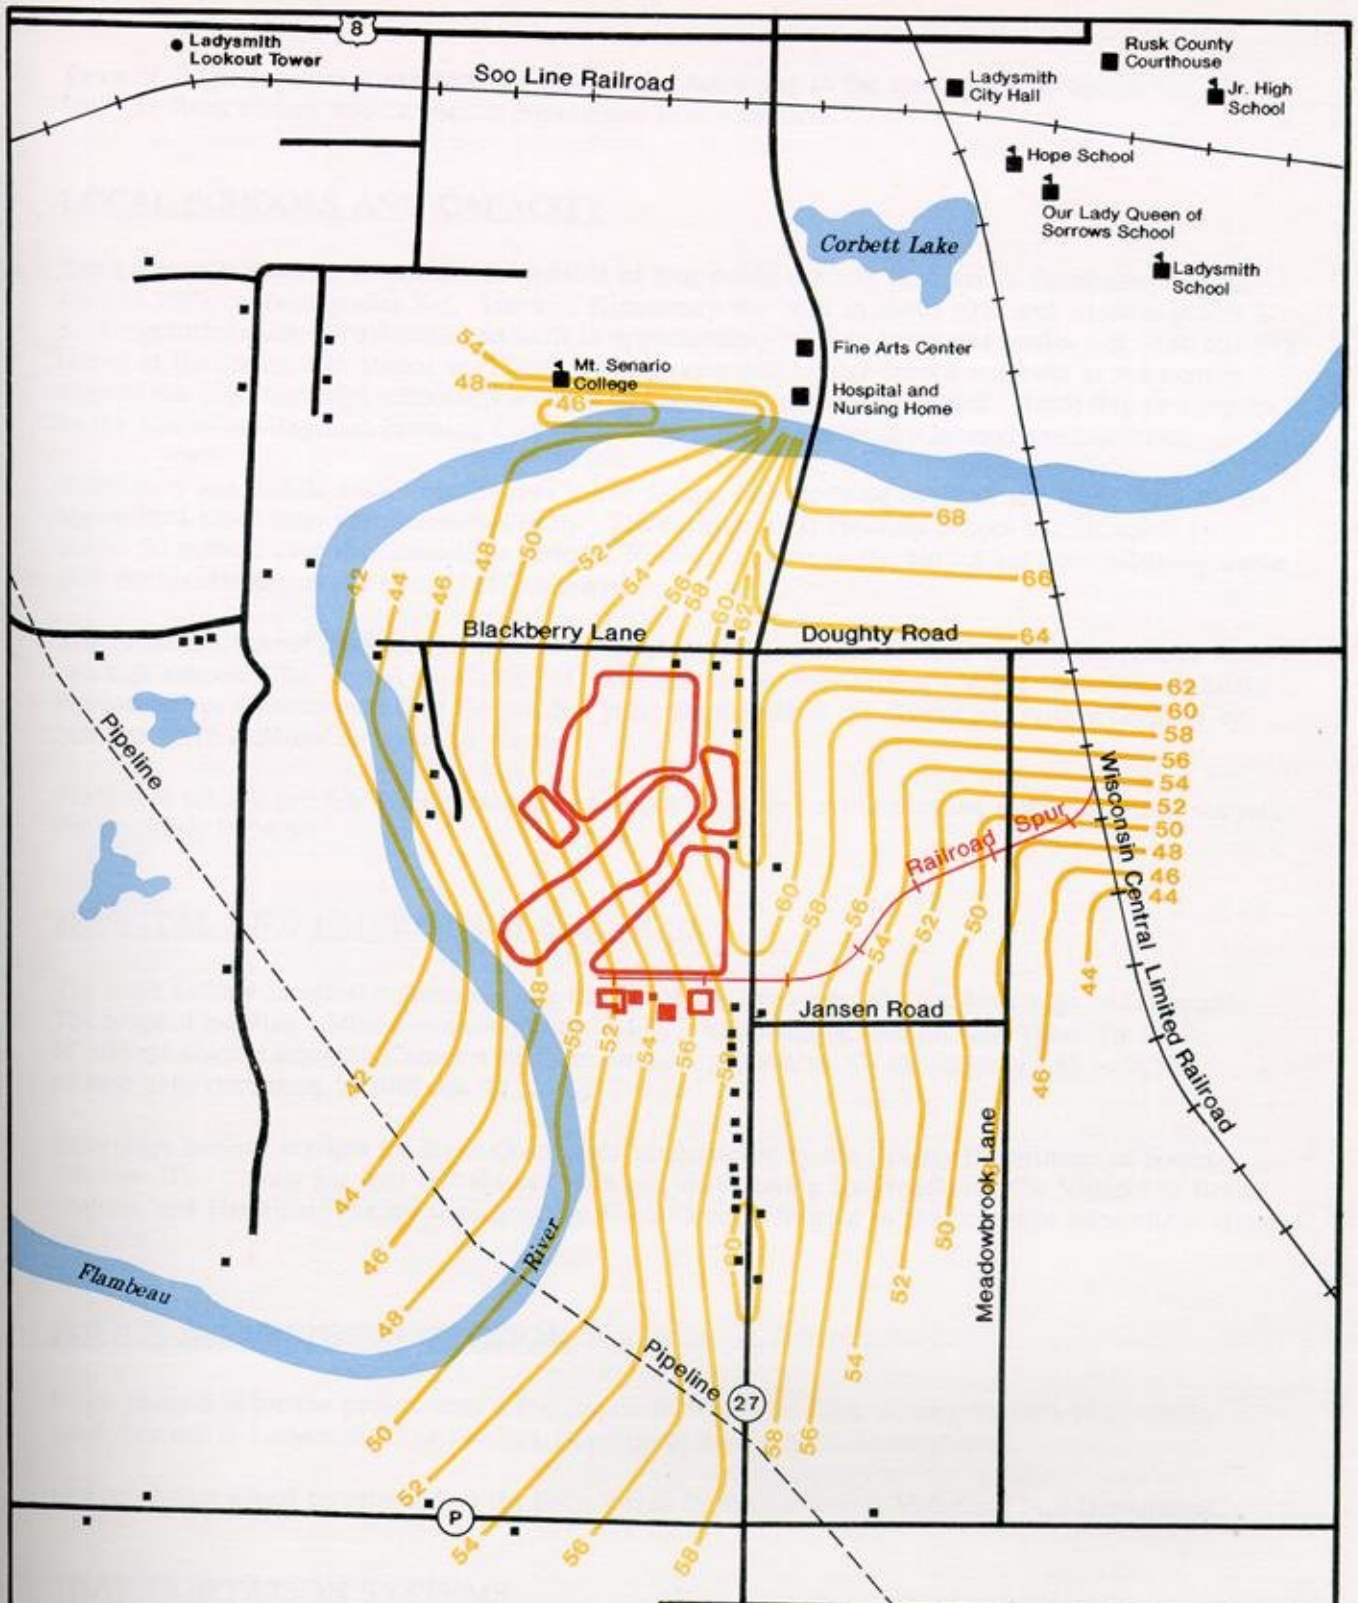 8
Ladysmith
Lookout Tower
Soo Line Railroad
Rusk County
Courthouse
Ladysmith
City Hall
Jr. High
School
Hope School
Our Lady Queen of
Sorrows School
Corbett Lake
Ladysmith
School
Fine Arts Center
54
Mt. Senario
College
48
46
Hospital and
Nursing Home
68
48
50
52
54
56
58
60
62
42
44
46
66
64
Blackberry Lane
Doughty Road
62
60
58
56
54
52
50
48
46
44
Pipeline
Railroad Spur
Wisconsin Central Limited Railroad
60
58
56
54
52
50
44
48
50
52
54
56
58
Jansen Road
46
42
44
46
48
Flambeau
River
60
48
50
52
54
Meadowbrook Lane
Pipeline
27
58
56
50
52
P
54
56
58